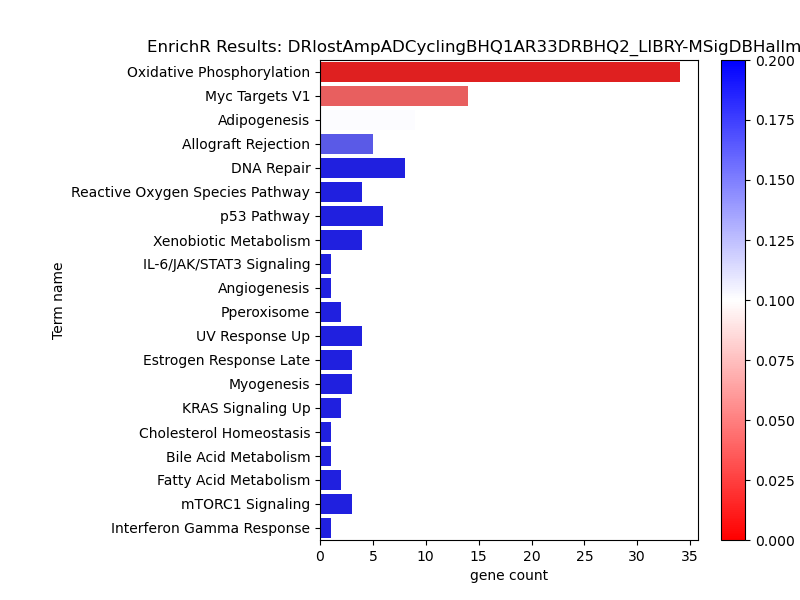 EnrichR Results: DRlostAmpADCyclingBHQ1AR33DRBHQ2_LIBRY-MSigDBHallm
Oxidative Phosphorylation
Myc Targets V1
Adipogenesis
Allograft Rejection
DNA Repair
Reactive Oxygen Species Pathway
p53 Pathway
Xenobiotic Metabolism
IL-6/JAK/STAT3 Signaling
Angiogenesis
Pperoxisome
UV Response Up
Estrogen Response Late
Myogenesis
KRAS Signaling Up
Cholesterol Homeostasis
Bile Acid Metabolism
Fatty Acid Metabolism
mTORC1 Signaling
Interferon Gamma Response
Term name
0 5 10 15 20 25 30 35
gene count
0.200
0.175
0.150
0.125
0.100
0.075
0.050
0.025
0.000